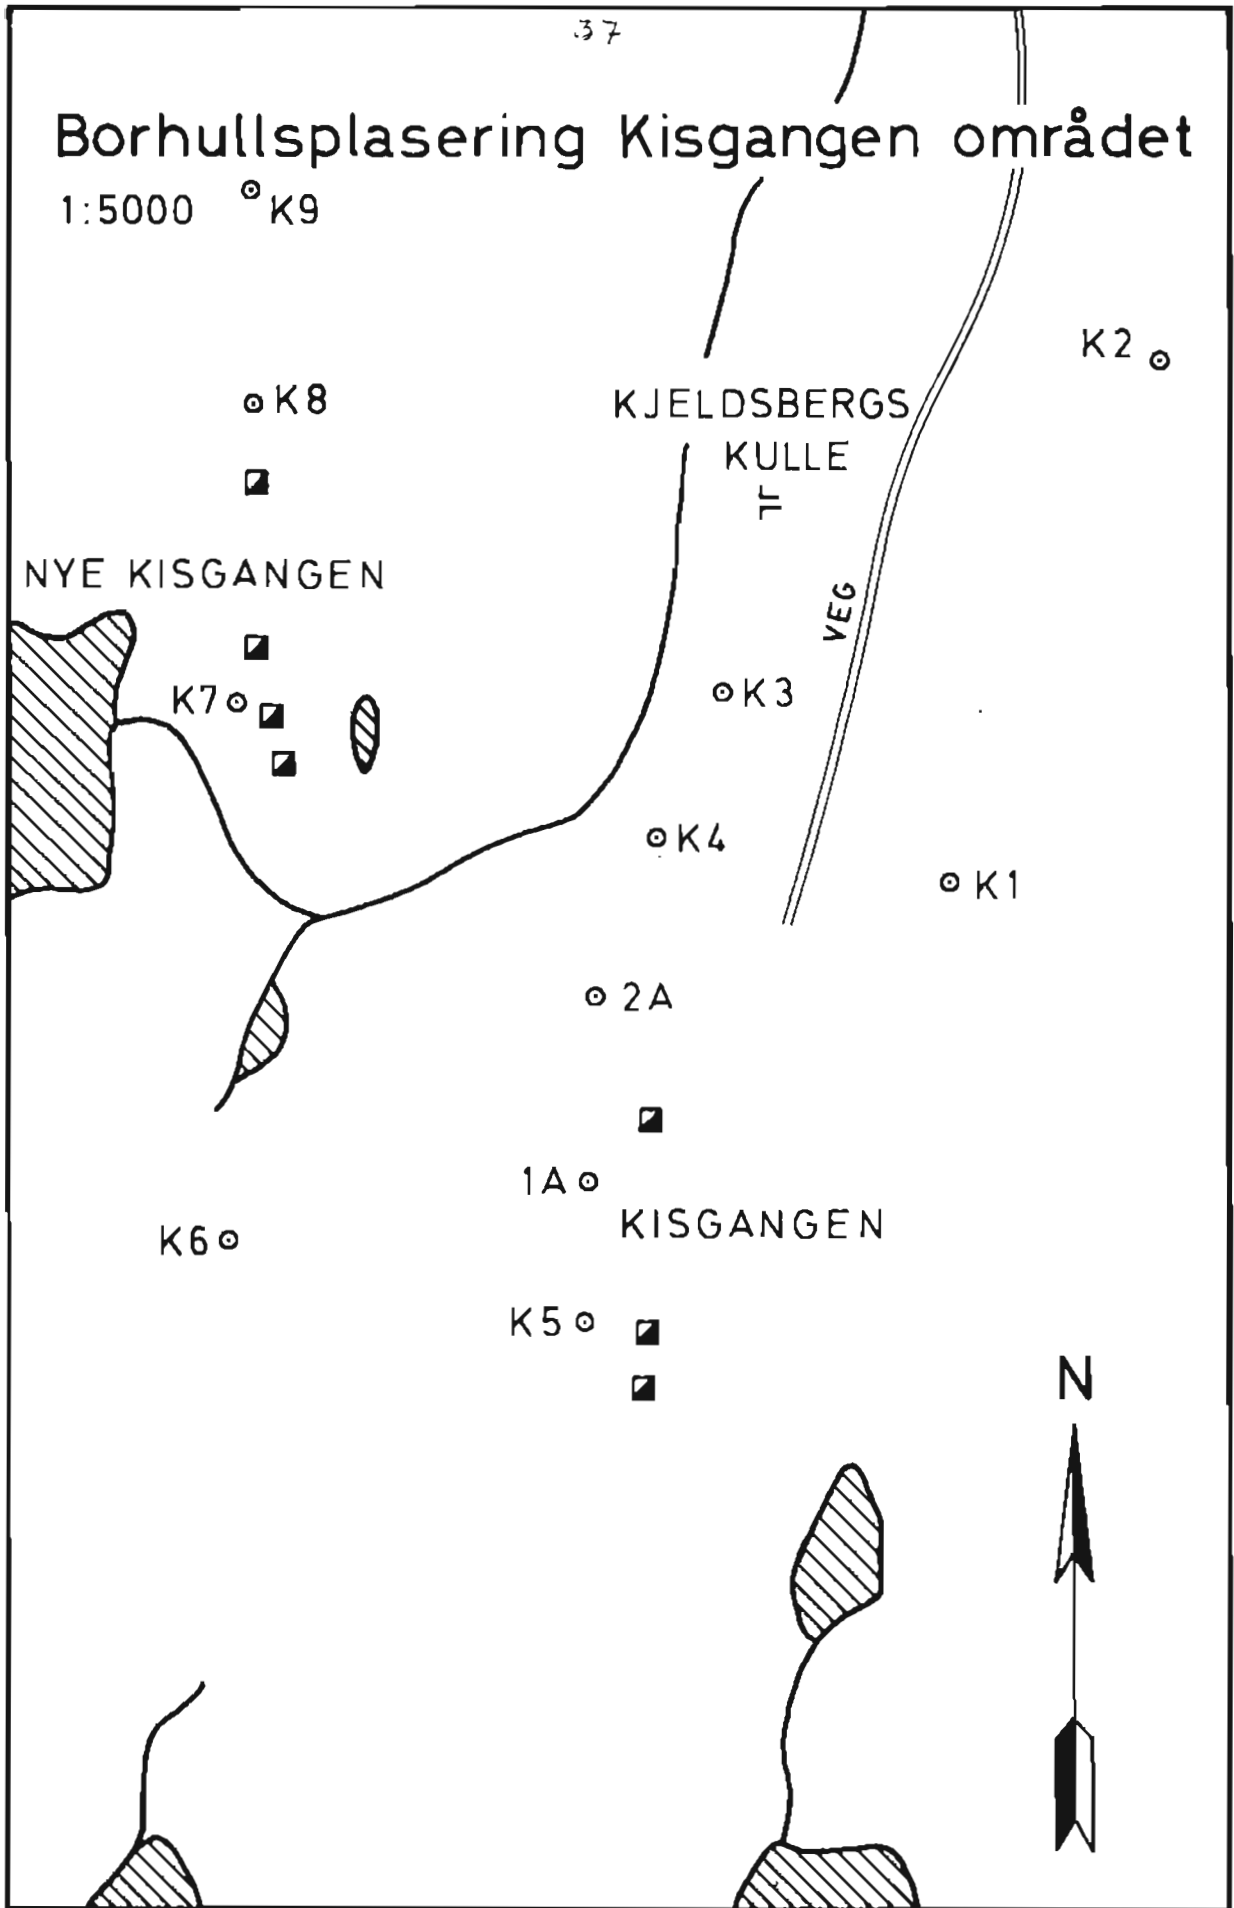 37
Borhullsplasering Kisgangen området
1:5000
K9
K2
K8
KJELDSBERGS
KULLE
NYE KISGANGEN
VEG
K7
K3
K4
K1
2A
1A
KISGANGEN
K6
K5
N